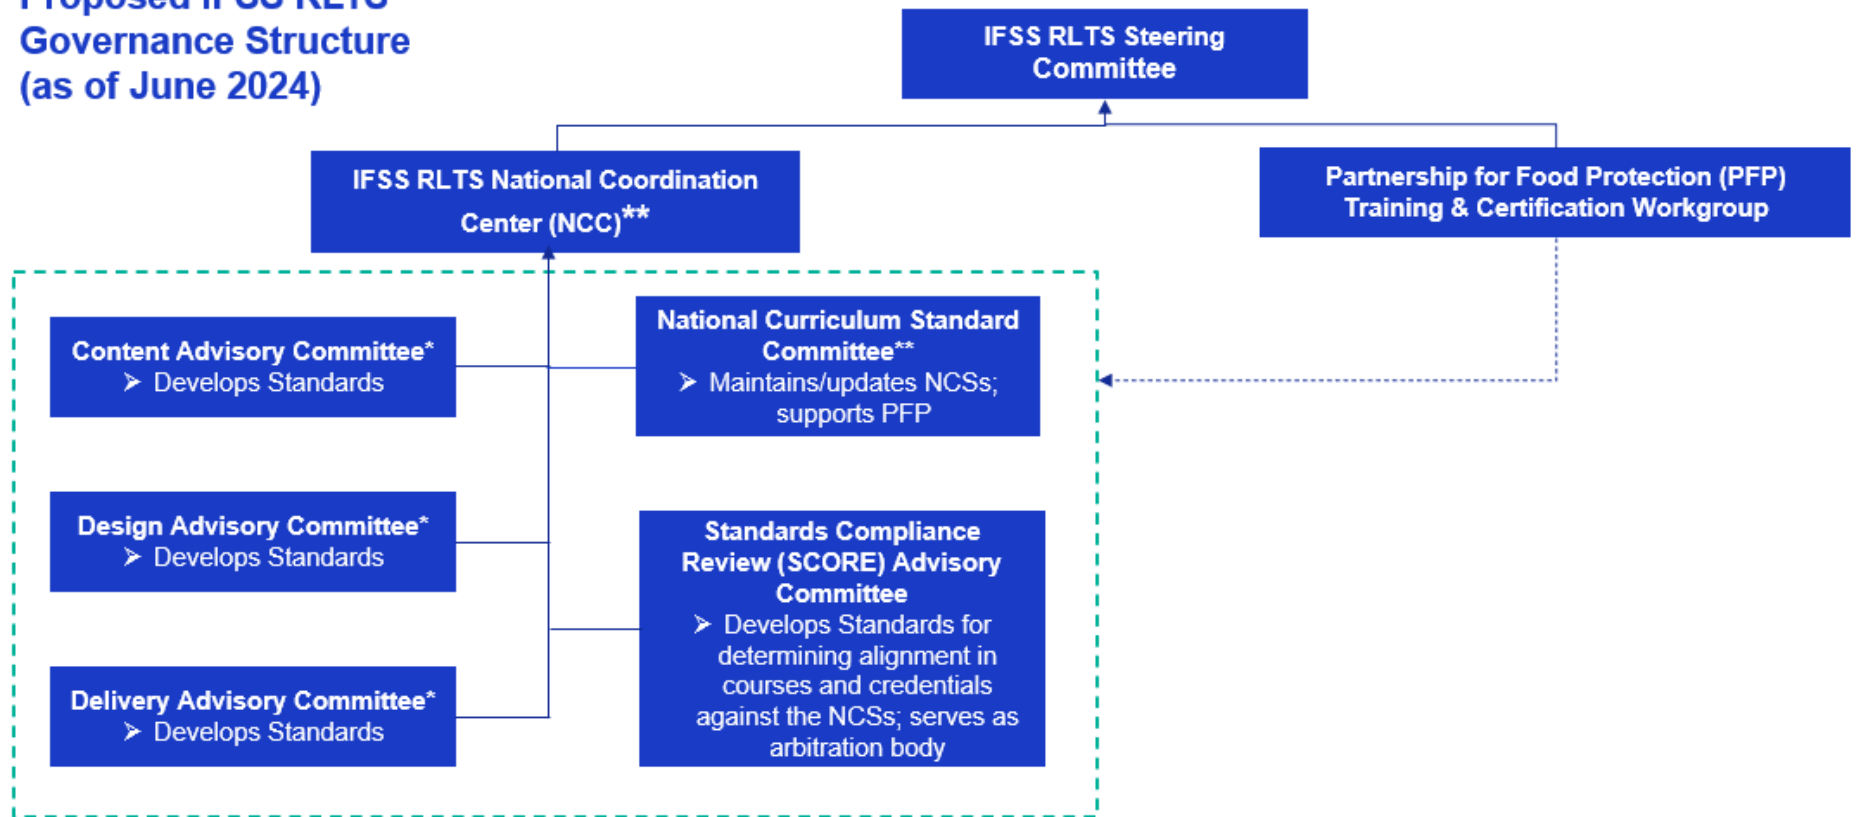 Proposed IFSS RLTS
Governance Structure
(as of June 2024)
IFSS RLTS Steering
Committee
IFSS RLTS National Coordination
Center (NCC)**
Partnership for Food Protection (PFP)
Training & Certification Workgroup
Content Advisory Committee*
➤ Develops Standards
National Curriculum Standard
Committee**
➤ Maintains/updates NCSs;
supports PFP
Design Advisory Committee*
➤ Develops Standards
Standards Compliance
Review (SCORE) Advisory
Committee
➤ Develops Standards for
determining alignment in
courses and credentials
against the NCSs; serves as
arbitration body
Delivery Advisory Committee*
➤ Develops Standards